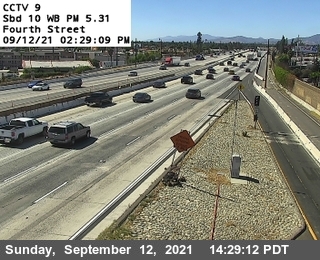 CCTV 9
Sbd 10 WB PM 5.31
Fourth Street
09/12/21 02:29:09 PM
Sunday, September 12, 2021 14:29:12 PDT